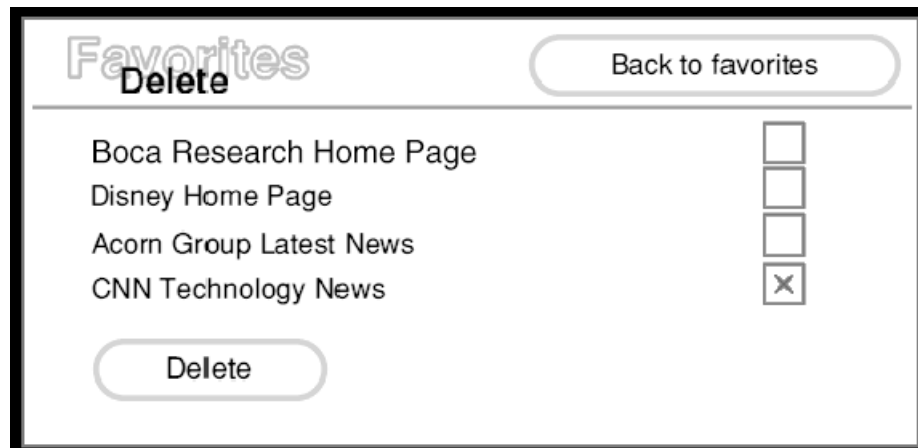 Favorites
Delete
Back to favorites
Boca Research Home Page
Disney Home Page
Acorn Group Latest News
CNN Technology News
Delete